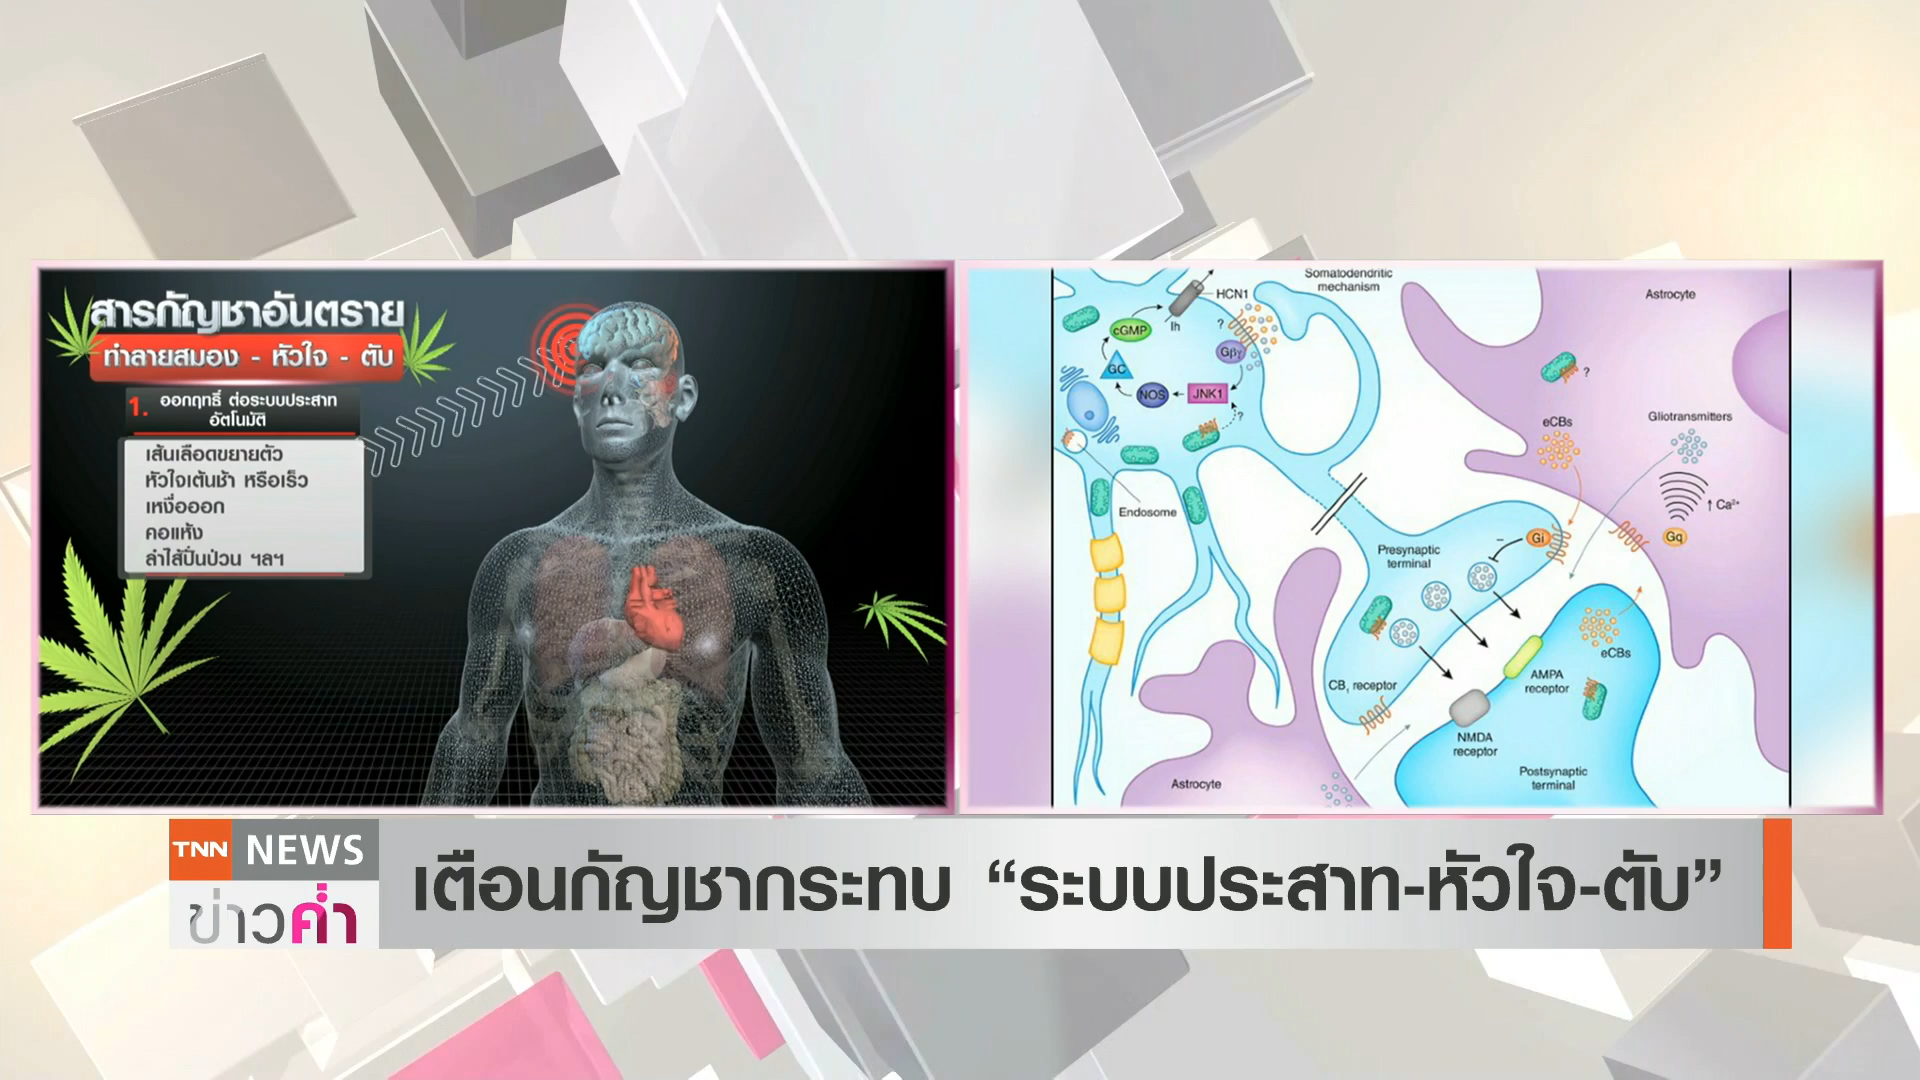 สารกัญชาอันตราย
ทำลายสมอง - หัวใจ - ตับ
1. ออกฤทธิ์ ต่อระบบประสาท
อัตโนมัติ
เส้นเลือดขยายตัว
หัวใจเต้นช้า หรือเร็ว
เหงื่อออก
คอแห้ง
ลำไส้ปั่นป่วน ฯลฯ
Somatodendritic
mechanism
HCN1
Ih
cGMP
?
Gβγ
GC
NOS
JNK1
?
Endosome
Astrocyte
?
eCBs
Gliotransmitters
↑ Ca²⁺
Gi
Gq
–
Presynaptic
terminal
eCBs
AMPA
receptor
CB₁ receptor
NMDA
receptor
Postsynaptic
terminal
Astrocyte
TNN NEWS
ข่าวค่ำ
เตือนกัญชากระทบ “ระบบประสาท-หัวใจ-ตับ”